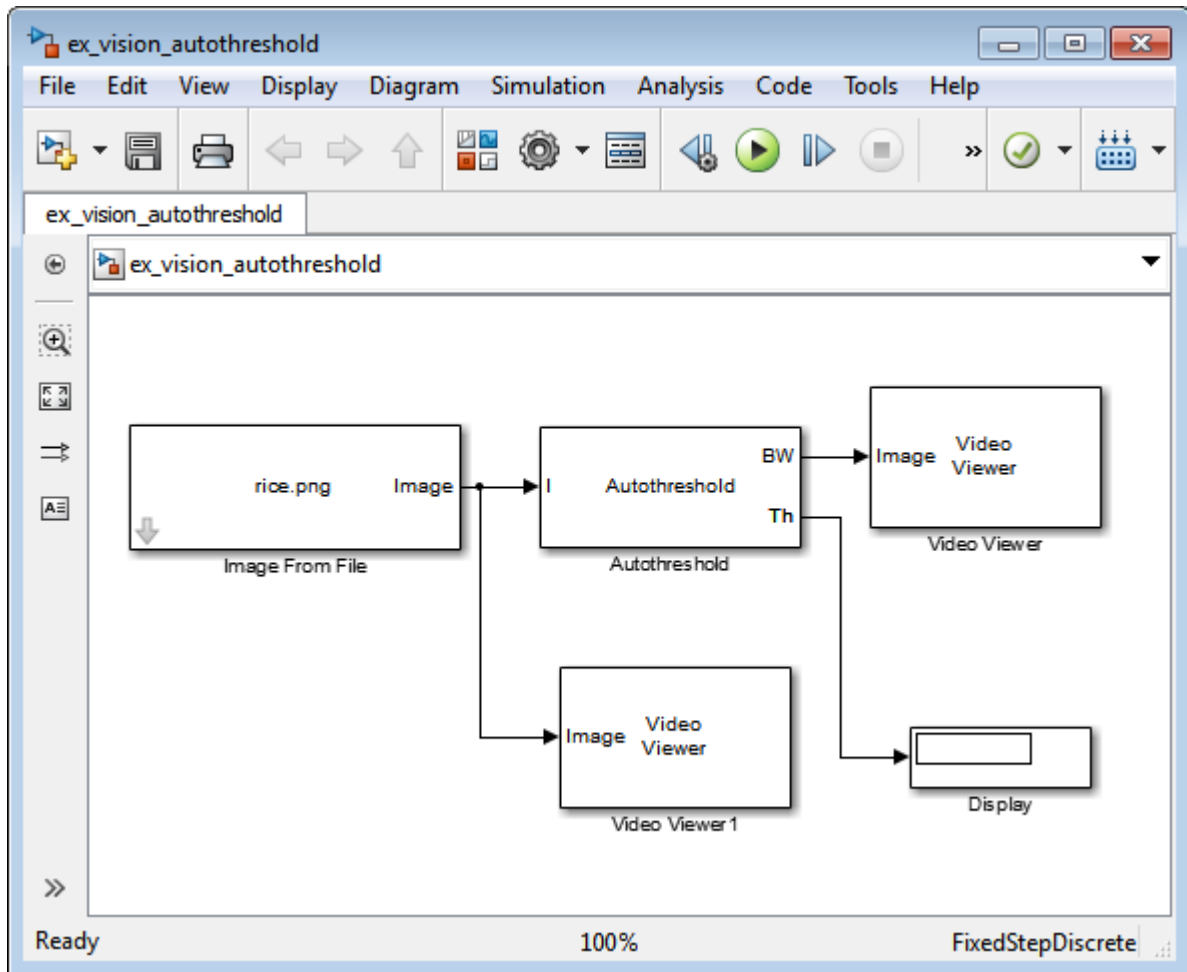 ex_vision_autothreshold
File Edit View Display Diagram Simulation Analysis Code Tools Help
»
ex_vision_autothreshold
ex_vision_autothreshold
rice.png Image
Image From File
I Autothreshold BW
Th
Autothreshold
Image Video
Viewer
Video Viewer
Image Video
Viewer
Video Viewer1
Display
»
Ready 100% FixedStepDiscrete